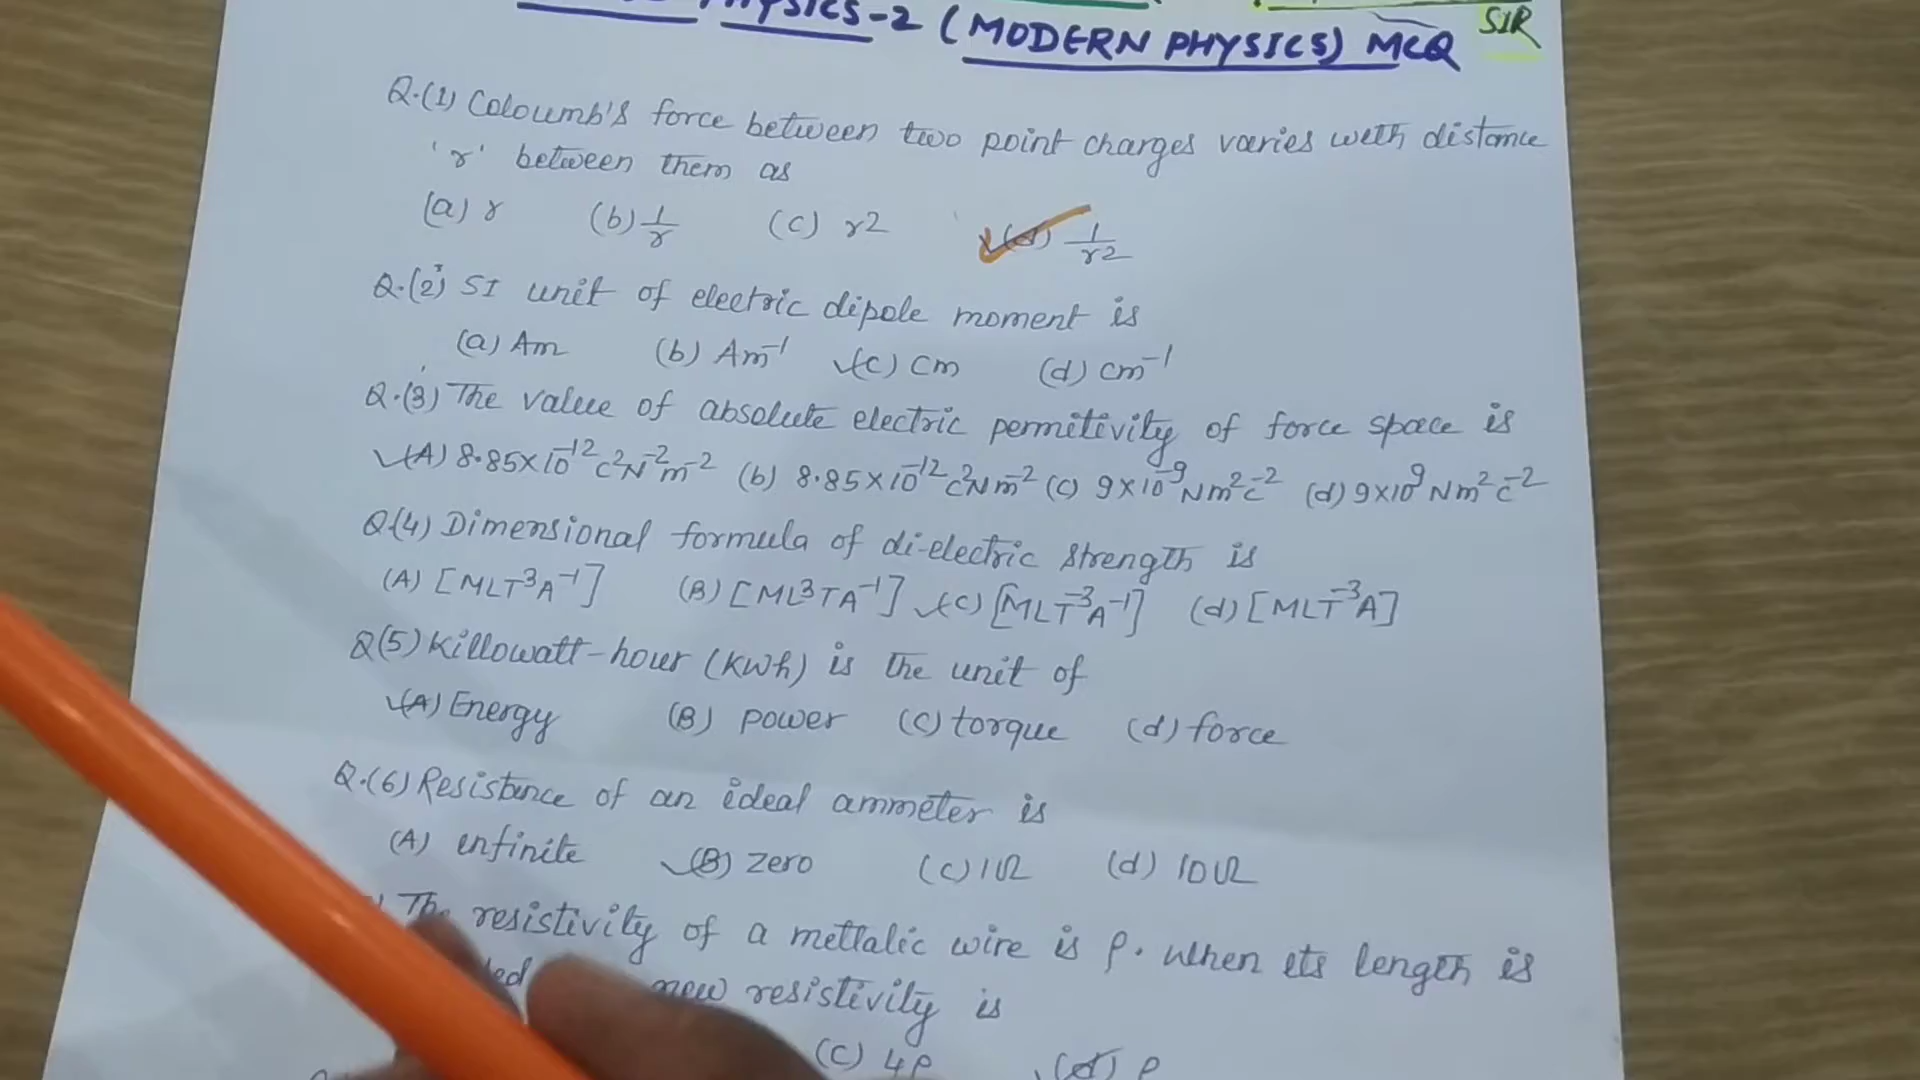 PHYSICS-2 (MODERN PHYSICS) MCQ SIR
Q.(1) Coloumb's force between two point charges varies with distance
'r' between them as
(a) r (b) 1/r (c) r2 (d) 1/r2
Q.(2) SI unit of electric dipole moment is
(a) Am (b) Am⁻¹ (c) Cm (d) cm⁻¹
Q.(3) The value of absolute electric permitivity of force space is
(A) 8.85×10⁻¹² C²N⁻²m⁻² (b) 8.85×10⁻¹² C²Nm⁻² (c) 9×10⁻⁹ Nm²c⁻² (d) 9×10⁹ Nm²c⁻²
Q(4) Dimensional formula of di-electric strength is
(A) [MLT³A⁻¹] (B) [ML³TA⁻¹] (c) [MLT⁻³A⁻¹] (d) [MLT⁻³A]
Q(5) Killowatt-hour (KWh) is the unit of
(A) Energy (B) power (c) torque (d) force
Q.(6) Resistance of an ideal ammeter is
(A) enfinite (B) zero (c) 1Ω (d) 10Ω
The resistivity of a mettalic wire is ρ. when its length is
new resistivity is
(c) 4ρ (d) ρ